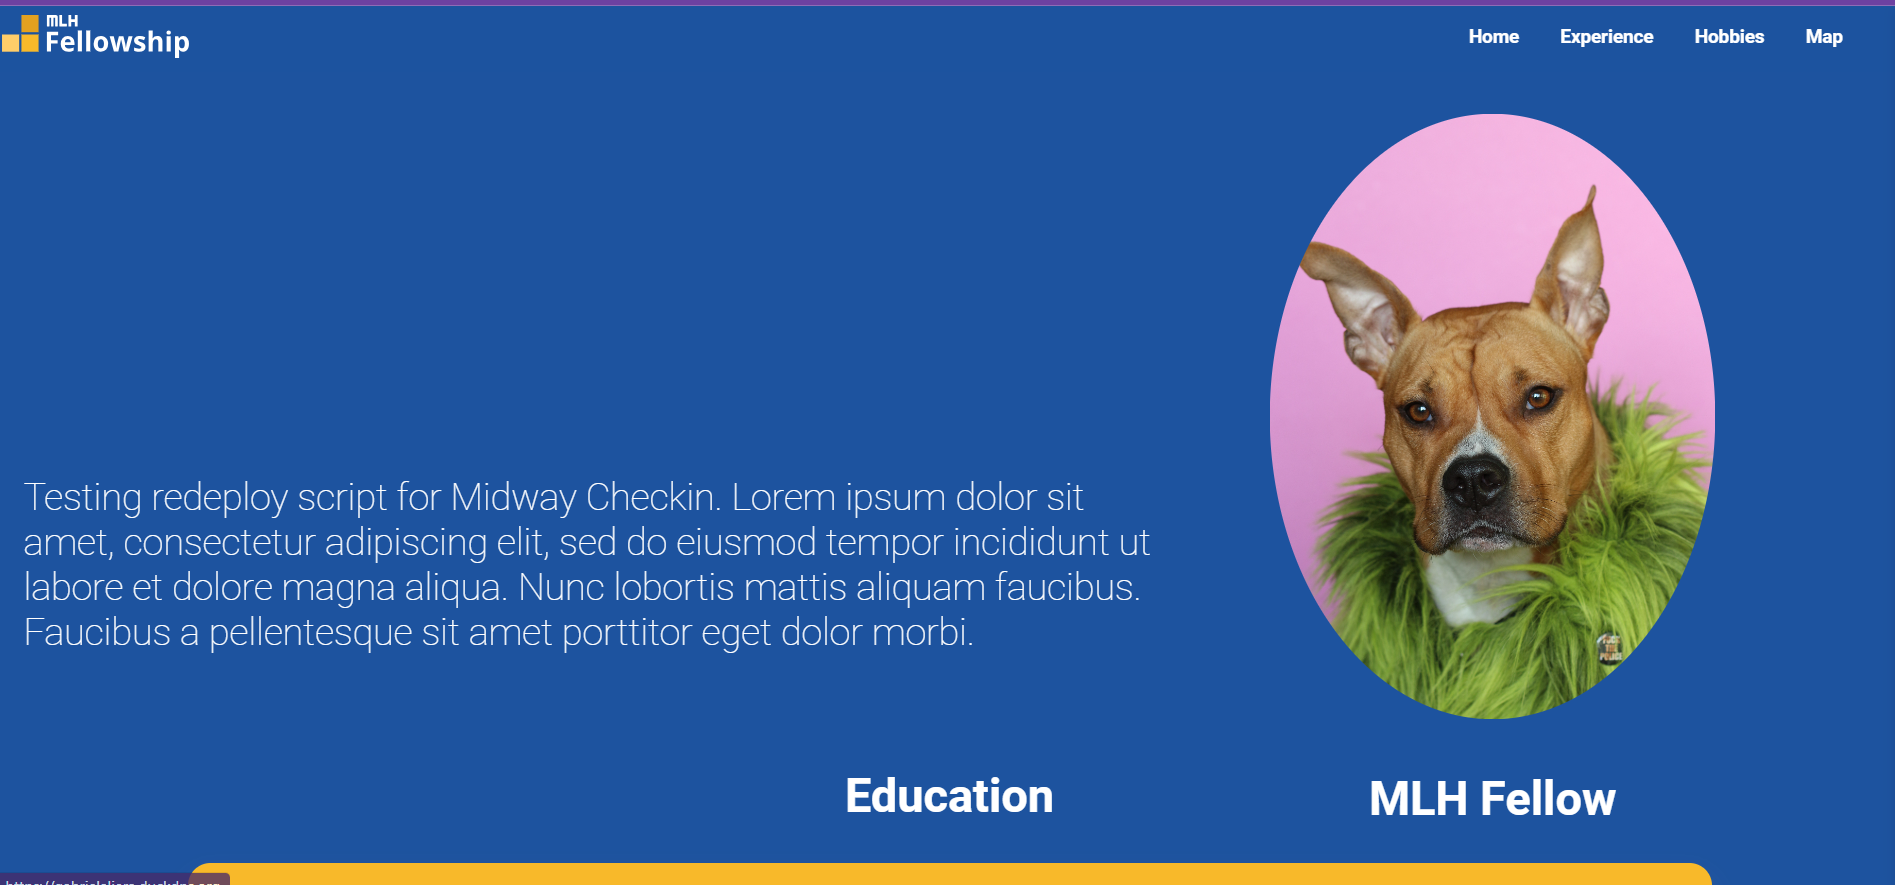 MLH
Fellowship
Home Experience Hobbies Map
Testing redeploy script for Midway Checkin. Lorem ipsum dolor sit
amet, consectetur adipiscing elit, sed do eiusmod tempor incididunt ut
labore et dolore magna aliqua. Nunc lobortis mattis aliquam faucibus.
Faucibus a pellentesque sit amet porttitor eget dolor morbi.
THE
POLICE
Education
MLH Fellow